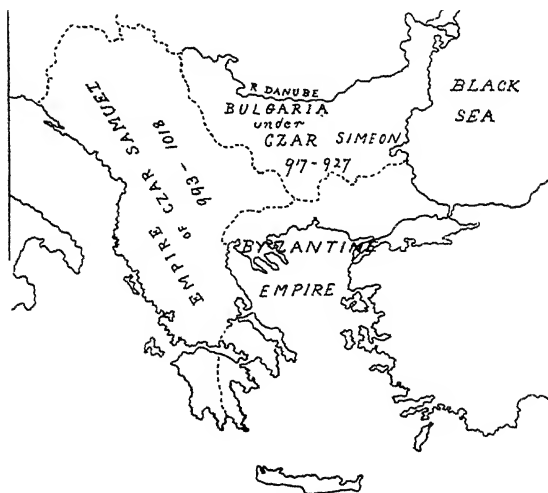 R DANUBE
BULGARIA
under
CZAR SIMEON
917-927
BLACK
SEA
EMPIRE OF CZAR SAMUEL
993-1018
BYZANTINE
EMPIRE